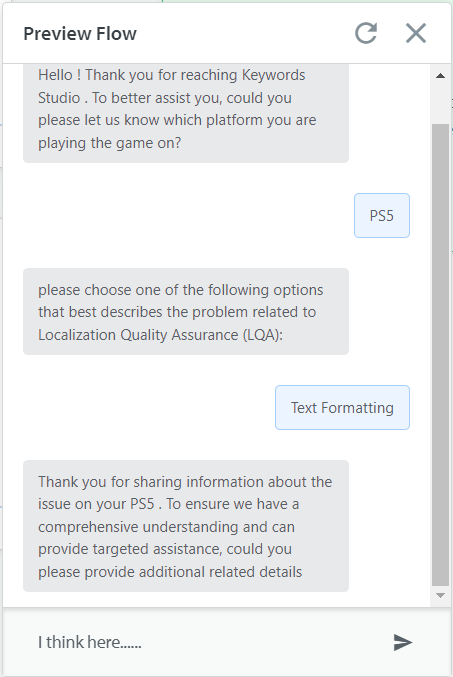 Preview Flow
Hello ! Thank you for reaching Keywords
Studio . To better assist you, could you
please let us know which platform you are
playing the game on?
PS5
please choose one of the following options
that best describes the problem related to
Localization Quality Assurance (LQA):
Text Formatting
Thank you for sharing information about the
issue on your PS5 . To ensure we have a
comprehensive understanding and can
provide targeted assistance, could you
please provide additional related details
I think here......